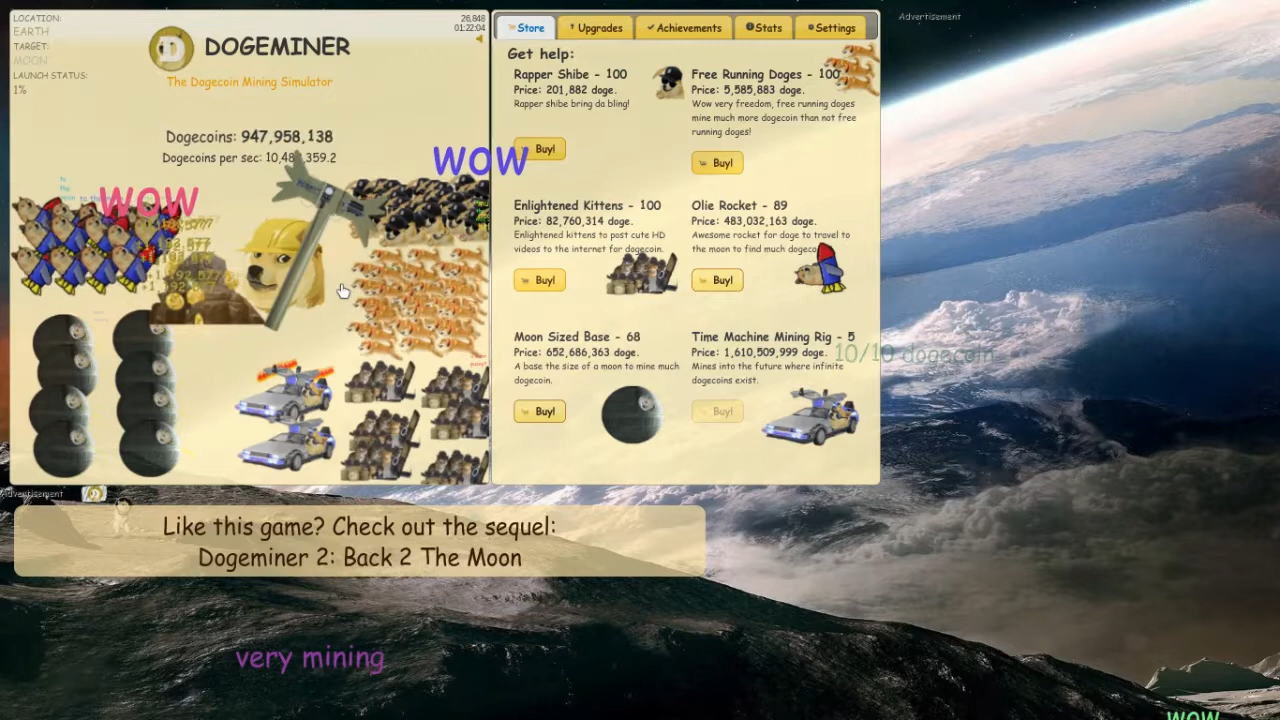 LOCATION:
EARTH
TARGET:
MOON
LAUNCH STATUS:
1%
26,848
01:22:04
DOGEMINER
The Dogecoin Mining Simulator
Dogecoins: 947,958,138
Dogecoins per sec: 10,48 ,359.2
wow
wow
Store
Upgrades
Achievements
Stats
Settings
Get help:
Rapper Shibe - 100
Price: 201,882 doge.
Rapper shibe bring da bling!
Buy!
Free Running Doges - 100
Price: 5,585,883 doge.
Wow very freedom, free running doges
mine much more dogecoin than not free
running doges!
Buy!
Enlightened Kittens - 100
Price: 82,760,314 doge.
Enlightened kittens to post cute HD
videos to the internet for dogecoin.
Buy!
Olie Rocket - 89
Price: 483,032,163 doge.
Awesome rocket for doge to travel to
the moon to find much dogeco
Buy!
Moon Sized Base - 68
Price: 652,686,363 doge.
A base the size of a moon to mine much
dogecoin.
Buy!
Time Machine Mining Rig - 5
Price: 1,610,509,999 doge.
Mines into the future where infinite
dogecoins exist.
Buy!
10/10 dogecoin
Advertisement
Advertisement
Like this game? Check out the sequel:
Dogeminer 2: Back 2 The Moon
very mining
wow